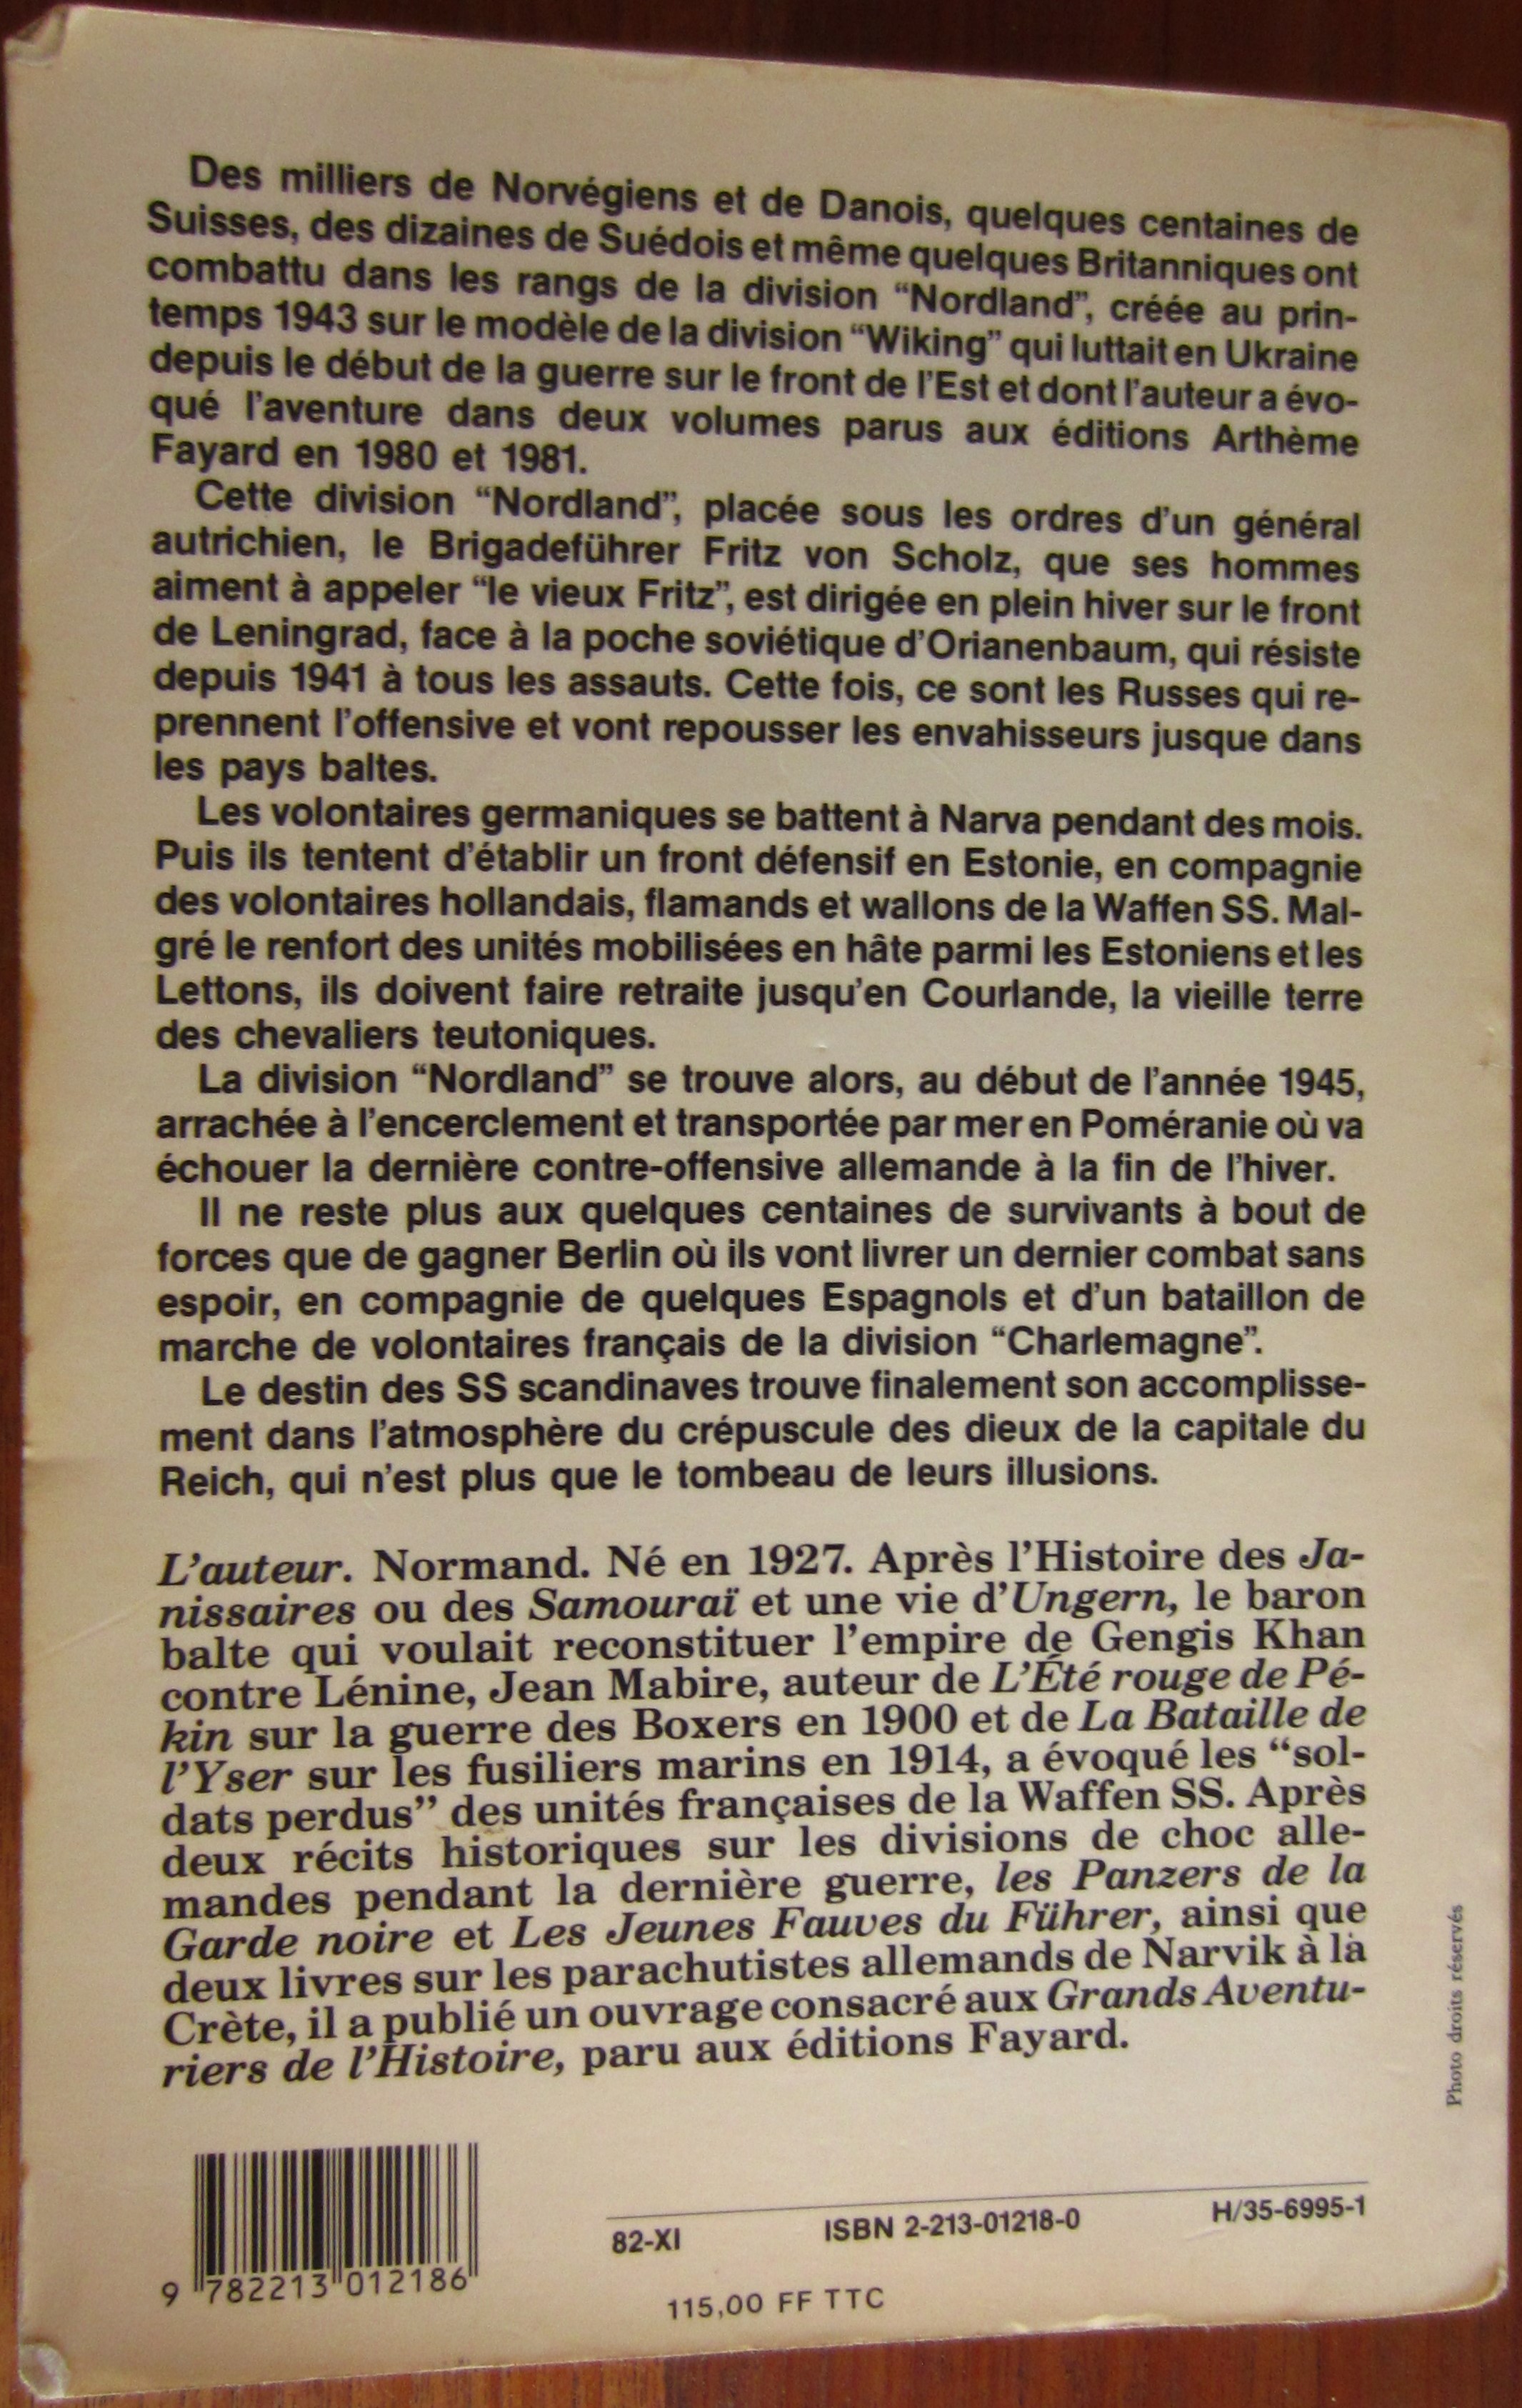 Des milliers de Norvégiens et de Danois, quelques centaines de
Suisses, des dizaines de Suédois et même quelques Britanniques ont
combattu dans les rangs de la division “Nordland”, créée au prin-
temps 1943 sur le modèle de la division “Wiking” qui luttait en Ukraine
depuis le début de la guerre sur le front de l'Est et dont l'auteur a évo-
qué l'aventure dans deux volumes parus aux éditions Arthème
Fayard en 1980 et 1981.
Cette division “Nordland”, placée sous les ordres d'un général
autrichien, le Brigadeführer Fritz von Scholz, que ses hommes
aiment à appeler “le vieux Fritz”, est dirigée en plein hiver sur le front
de Leningrad, face à la poche soviétique d'Orianenbaum, qui résiste
depuis 1941 à tous les assauts. Cette fois, ce sont les Russes qui re-
prennent l'offensive et vont repousser les envahisseurs jusque dans
les pays baltes.
Les volontaires germaniques se battent à Narva pendant des mois.
Puis ils tentent d'établir un front défensif en Estonie, en compagnie
des volontaires hollandais, flamands et wallons de la Waffen SS. Mal-
gré le renfort des unités mobilisées en hâte parmi les Estoniens et les
Lettons, ils doivent faire retraite jusqu'en Courlande, la vieille terre
des chevaliers teutoniques.
La division “Nordland” se trouve alors, au début de l'année 1945,
arrachée à l'encerclement et transportée par mer en Poméranie où va
échouer la dernière contre-offensive allemande à la fin de l'hiver.
Il ne reste plus aux quelques centaines de survivants à bout de
forces que de gagner Berlin où ils vont livrer un dernier combat sans
espoir, en compagnie de quelques Espagnols et d'un bataillon de
marche de volontaires français de la division “Charlemagne”.
Le destin des SS scandinaves trouve finalement son accomplisse-
ment dans l'atmosphère du crépuscule des dieux de la capitale du
Reich, qui n'est plus que le tombeau de leurs illusions.
L'auteur. Normand. Né en 1927. Après l'Histoire des Ja-
nissaires ou des Samouraï et une vie d'Ungern, le baron
balte qui voulait reconstituer l'empire de Gengis Khan
contre Lénine, Jean Mabire, auteur de L'Été rouge de Pé-
kin sur la guerre des Boxers en 1900 et de La Bataille de
l'Yser sur les fusiliers marins en 1914, a évoqué les “sol-
dats perdus” des unités françaises de la Waffen SS. Après
deux récits historiques sur les divisions de choc alle-
mandes pendant la dernière guerre, les Panzers de la
Garde noire et Les Jeunes Fauves du Führer, ainsi que
deux livres sur les parachutistes allemands de Narvik à la
Crète, il a publié un ouvrage consacré aux Grands Aventu-
riers de l'Histoire, paru aux éditions Fayard.
Photo droits réservés
9 782213 012186
82-XI ISBN 2-213-01218-0 H/35-6995-1
115,00 FF TTC